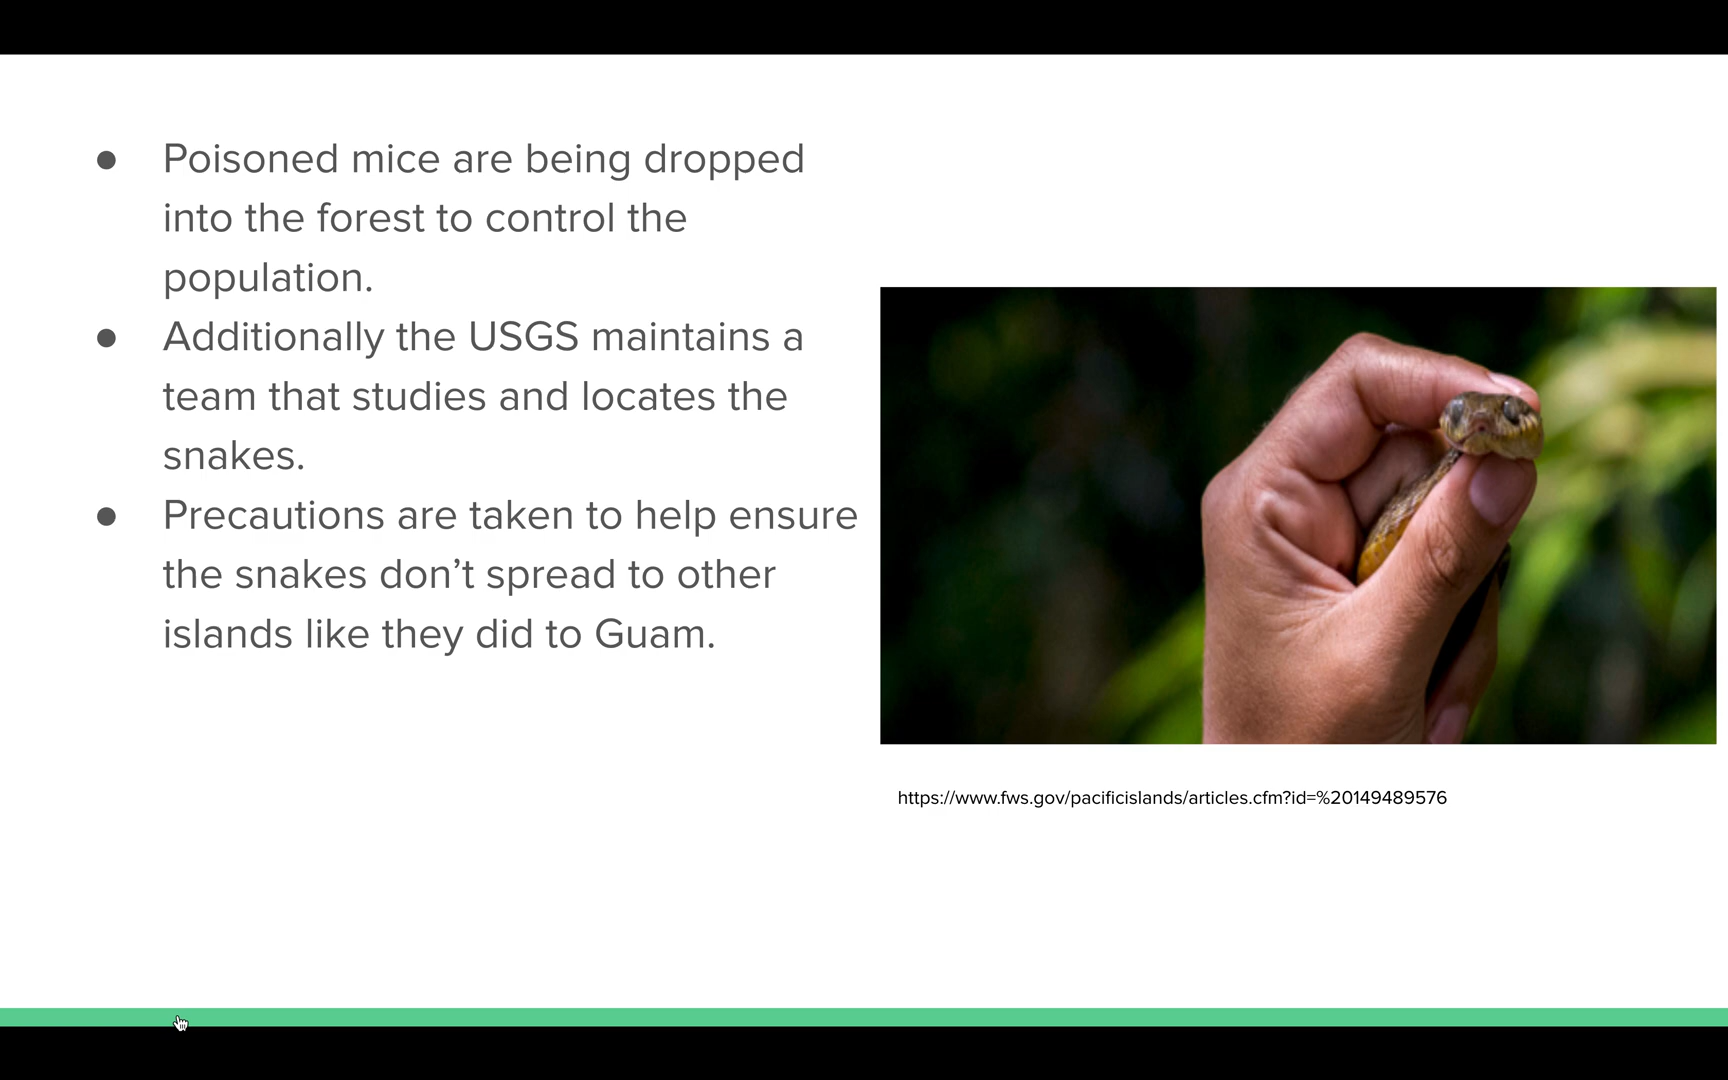 ● Poisoned mice are being dropped
into the forest to control the
population.
● Additionally the USGS maintains a
team that studies and locates the
snakes.
● Precautions are taken to help ensure
the snakes don’t spread to other
islands like they did to Guam.
https://www.fws.gov/pacificislands/articles.cfm?id=%20149489576